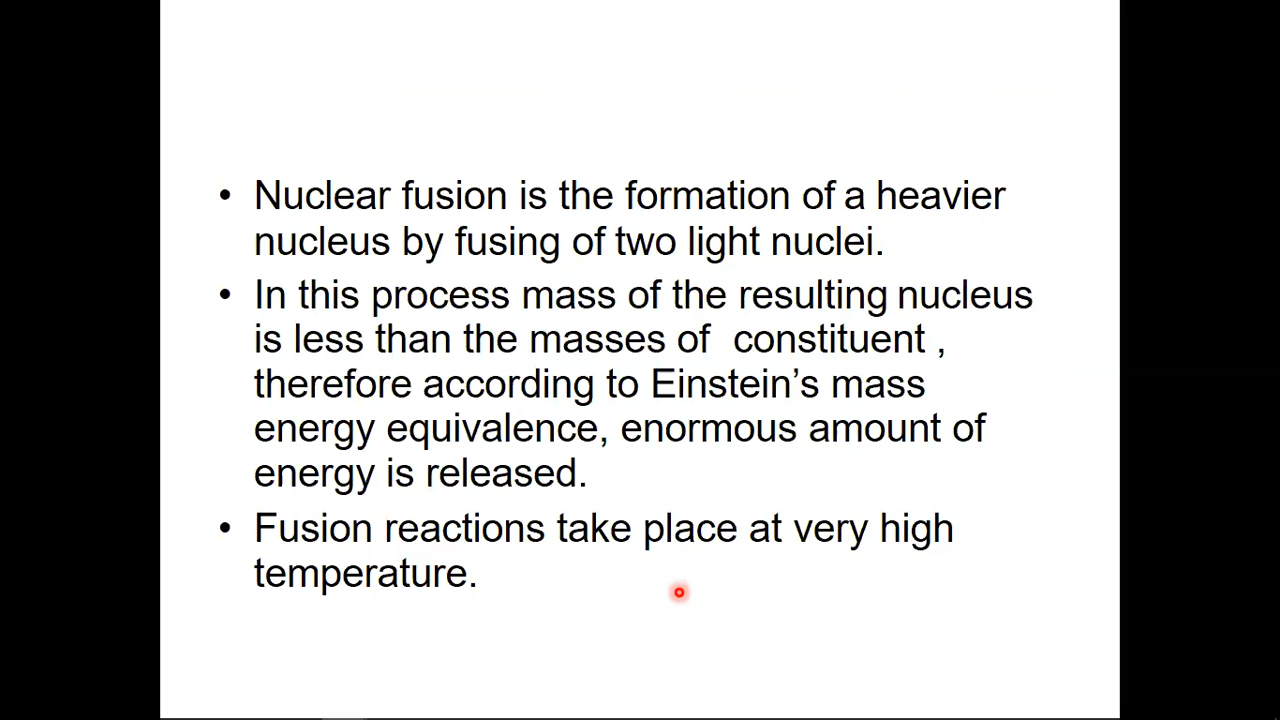 • Nuclear fusion is the formation of a heavier
nucleus by fusing of two light nuclei.
• In this process mass of the resulting nucleus
is less than the masses of  constituent ,
therefore according to Einstein’s mass
energy equivalence, enormous amount of
energy is released.
• Fusion reactions take place at very high
temperature.